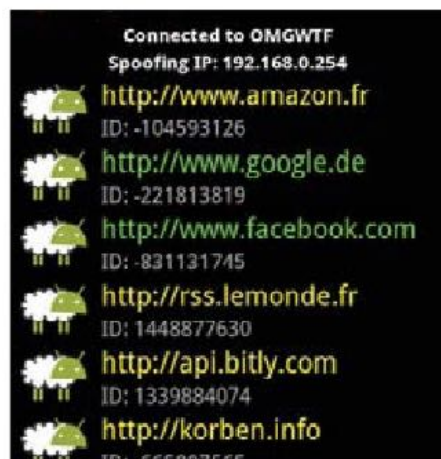 Connected to OMGWTF
Spoofing IP: 192.168.0.254
http://www.amazon.fr
ID: -104593126
http://www.google.de
ID: -221813819
http://www.facebook.com
ID: -831131745
http://rss.lemonde.fr
ID: 1448877630
http://api.bitly.com
ID: 1339884074
http://korben.info
ID: